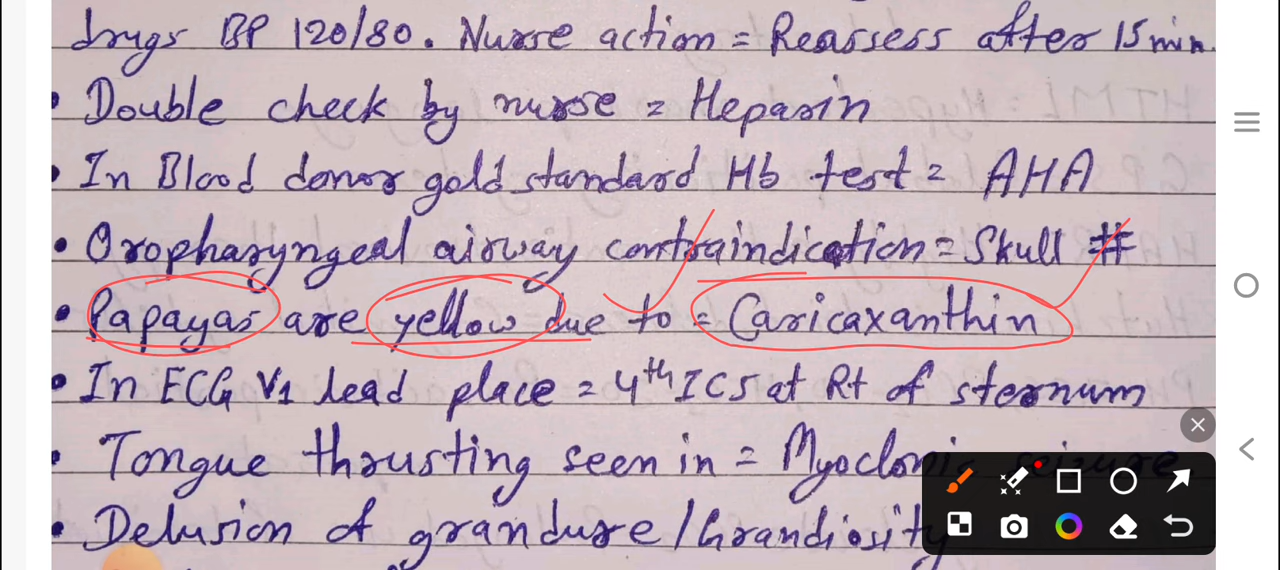 drugs BP 120/80. Nurse action = Reassess after 15 min.
• Double check by nurse = Heparin
• In Blood donor gold standard Hb test = AHA
• Oropharyngeal airway contraindication = Skull #
• Papayas are yellow due to = Caricaxanthin
• In ECG V1 lead place = 4th ICS at Rt of sternum
• Tongue thrusting seen in = Myoclonic seizure
• Delusion of grandure / Grandiosity